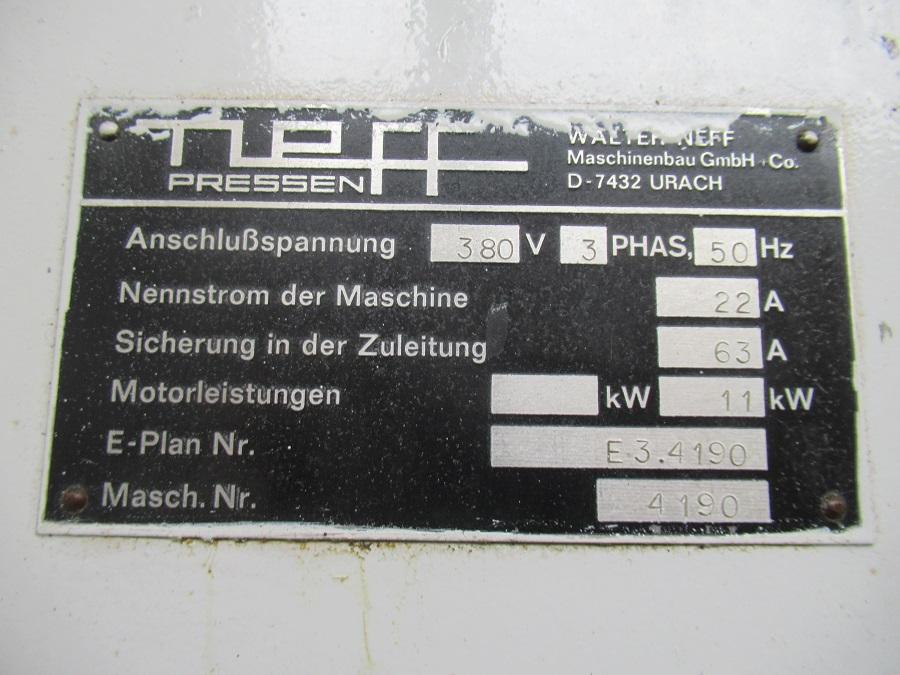 neff
PRESSEN
WALTER NEFF
Maschinenbau GmbH + Co.
D-7432 URACH
Anschlußspannung 380 V 3 PHAS, 50 Hz
Nennstrom der Maschine 22 A
Sicherung in der Zuleitung 63 A
Motorleistungen kW 11 kW
E-Plan Nr. E.3.4190
Masch. Nr. 4190